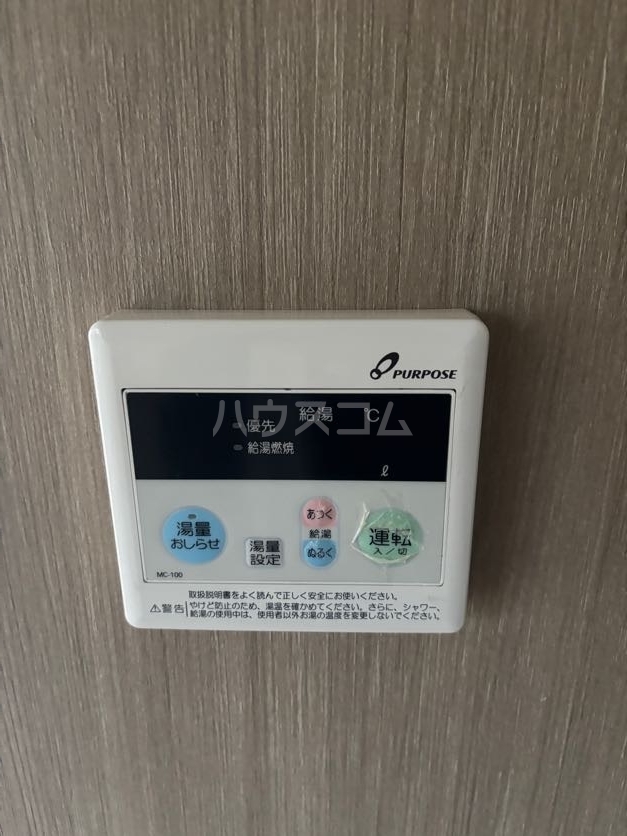 PURPOSE
給湯 ℃
優先
ハウスコム
給湯燃焼
ℓ
湯量
おしらせ
湯量
設定
あつく
給湯
ぬるく
運転
入/切
MC-100
取扱説明書をよく読んで正しく安全にお使いください。
⚠警告
やけど防止のため、湯温を確かめてください。さらに、シャワー、
給湯の使用中は、使用者以外お湯の温度を変更しないでください。